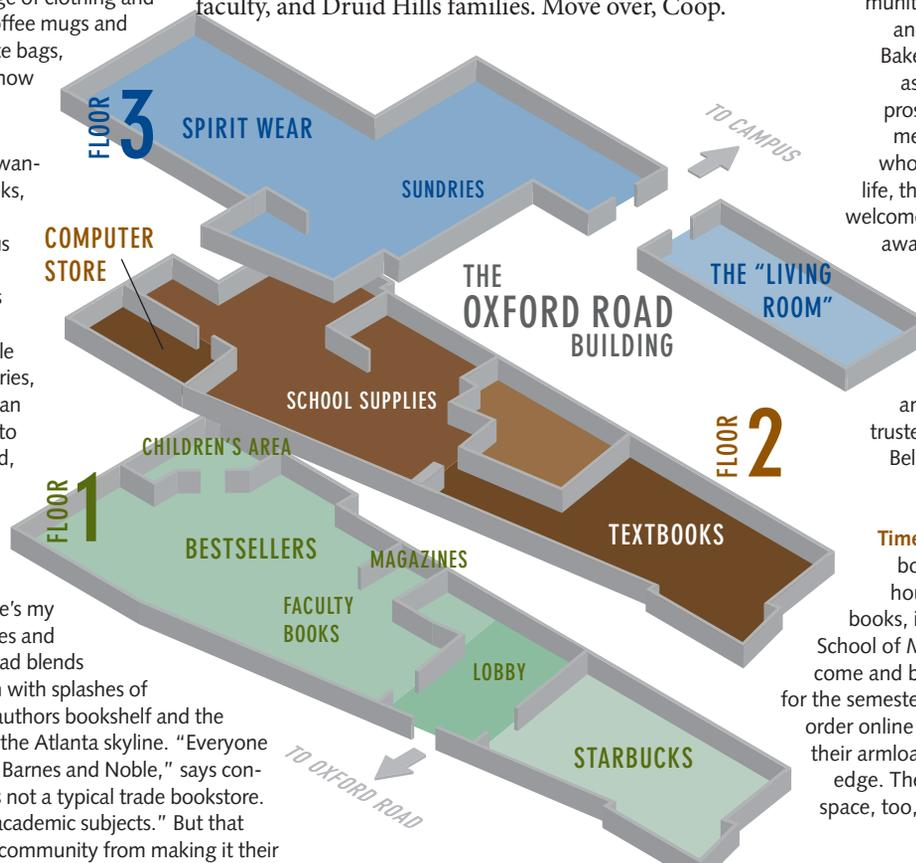 ge of clothing and
offee mugs and
te bags,
now
faculty, and Druid Hills families. Move over, Coop.
wan-
ks,
us
s
le
ries,
an
to
d,
e's my
es and
ad blends
n with splashes of
authors bookshelf and the
the Atlanta skyline. “Everyone
Barnes and Noble,” says con-
s not a typical trade bookstore.
academic subjects.” But that
community from making it their
FLOOR 3
SPIRIT WEAR
SUNDRIES
TO CAMPUS
THE “LIVING
ROOM”
THE
OXFORD ROAD
BUILDING
COMPUTER
STORE
SCHOOL SUPPLIES
FLOOR 2
TEXTBOOKS
CHILDREN'S AREA
FLOOR 1
BESTSELLERS
MAGAZINES
FACULTY
BOOKS
LOBBY
STARBUCKS
TO OXFORD ROAD
munit
an
Bake
as
pros
me
who
life, th
welcome
awa
an
truste
Bel
Time
bo
hou
books, i
School of M
come and b
for the semeste
order online
their armloa
edge. The
space, too,